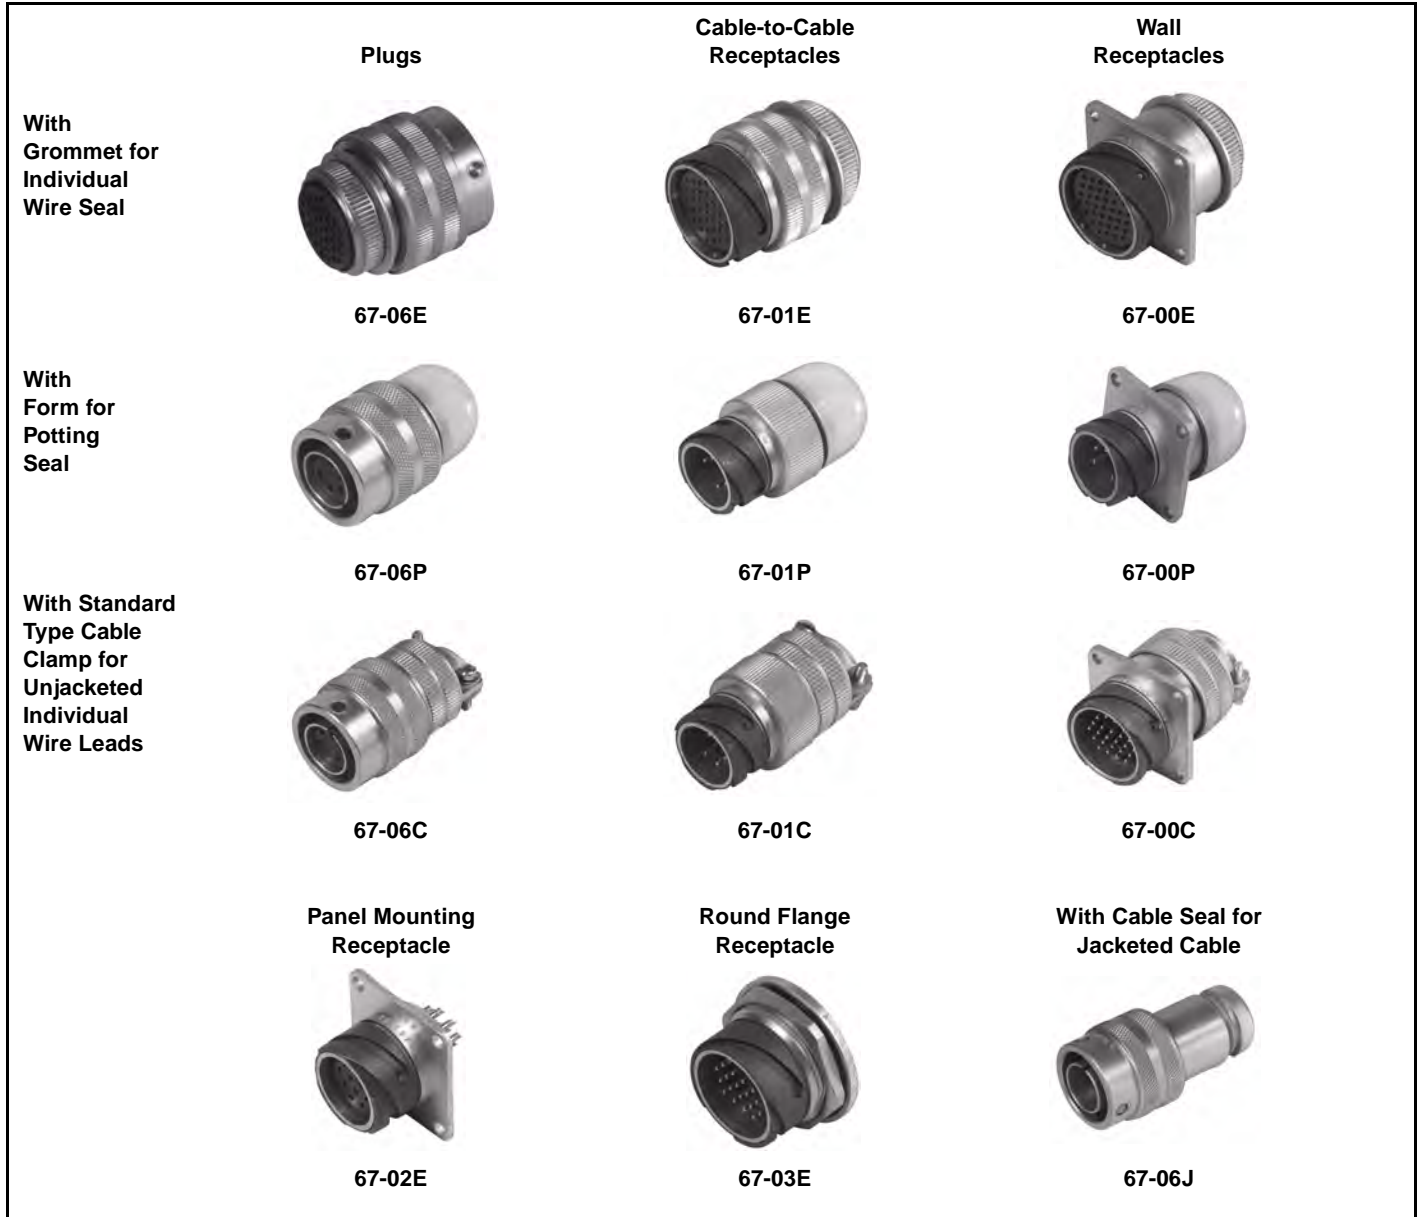 Plugs
Cable-to-Cable
Receptacles
Wall
Receptacles
With
Grommet for
Individual
Wire Seal
67-06E
67-01E
67-00E
With
Form for
Potting
Seal
67-06P
67-01P
67-00P
With Standard
Type Cable
Clamp for
Unjacketed
Individual
Wire Leads
67-06C
67-01C
67-00C
Panel Mounting
Receptacle
Round Flange
Receptacle
With Cable Seal for
Jacketed Cable
67-02E
67-03E
67-06J